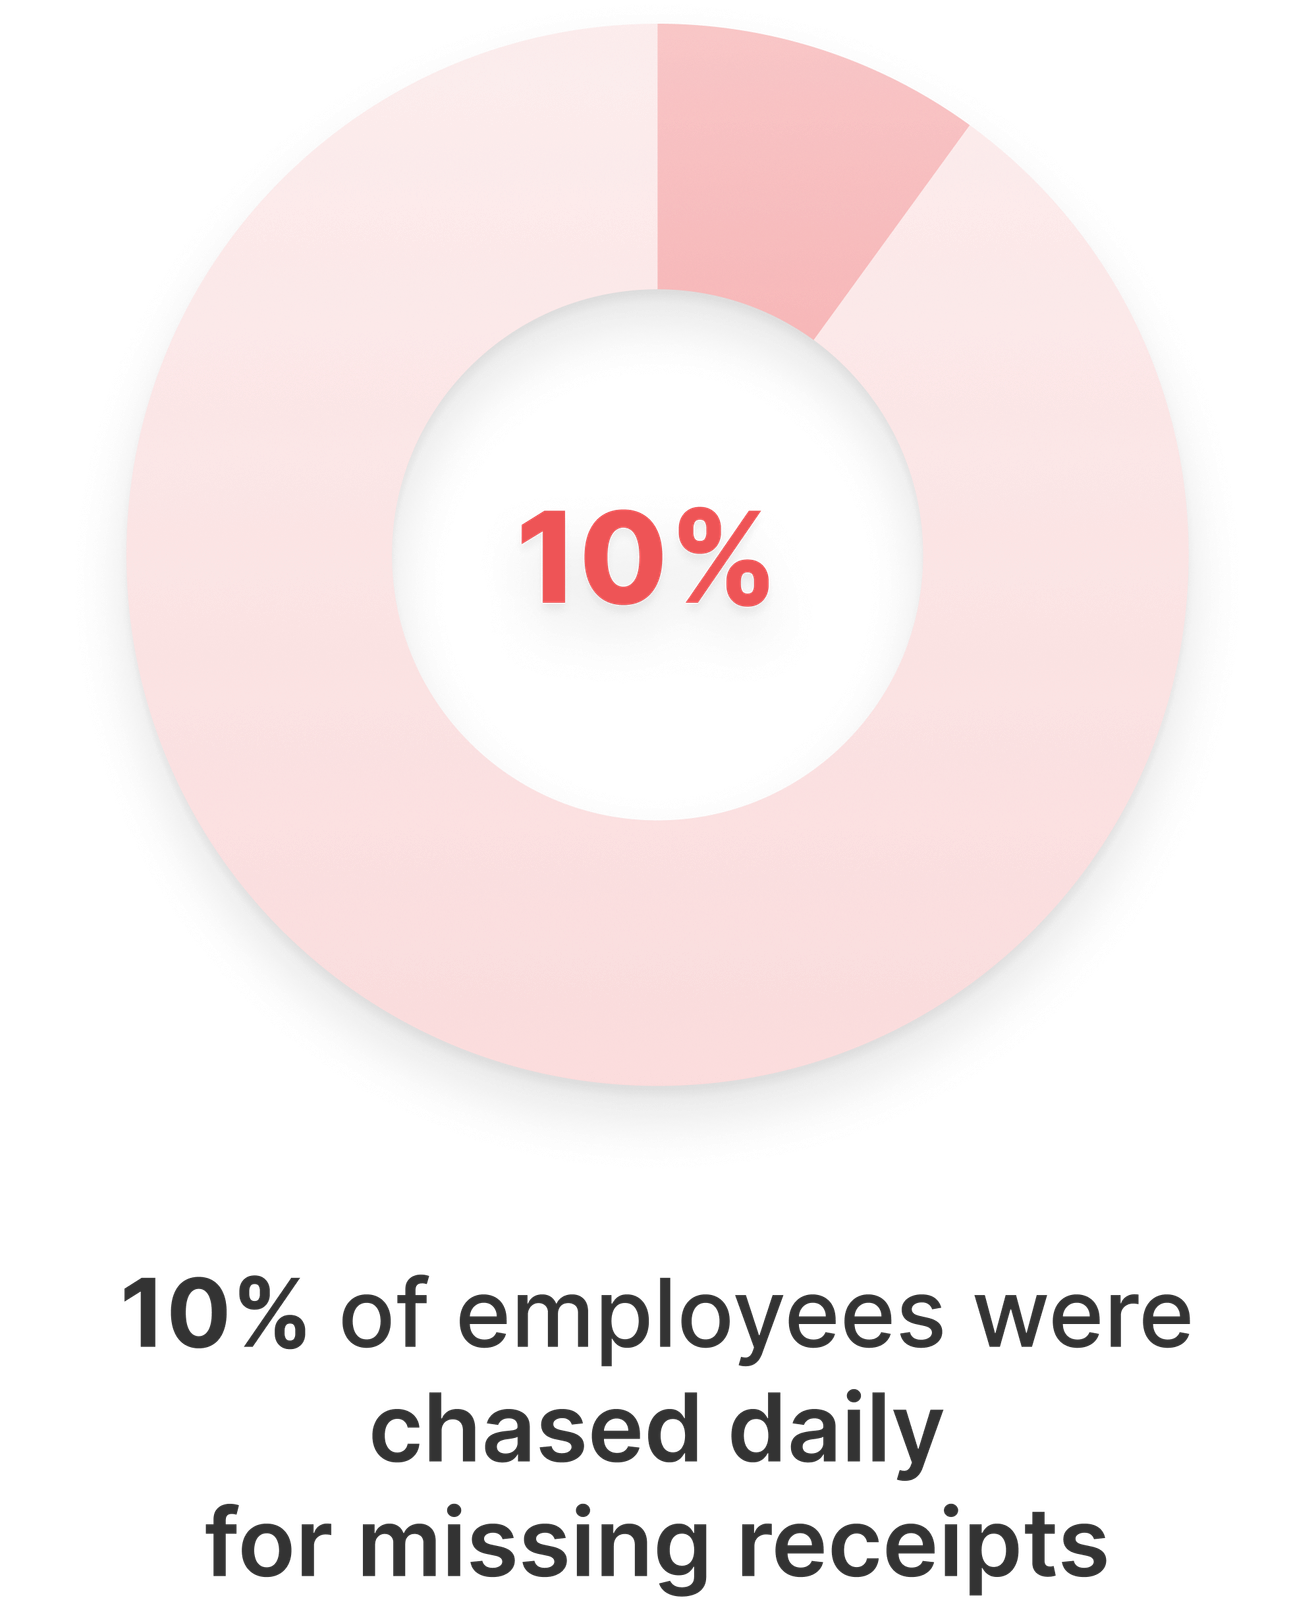 10%
10% of employees were
chased daily
for missing receipts